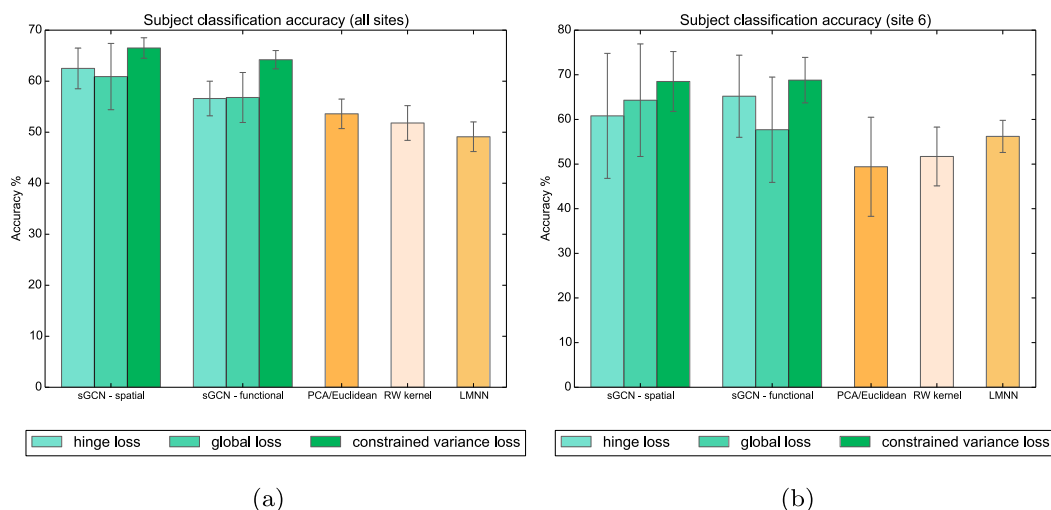 Subject classification accuracy (all sites)
70
60
50
40
30
20
10
0
Accuracy %
sGCN - spatial sGCN - functional PCA/Euclidean RW kernel LMNN
hinge loss global loss constrained variance loss
(a)
Subject classification accuracy (site 6)
80
70
60
50
40
30
20
10
0
Accuracy %
sGCN - spatial sGCN - functional PCA/Euclidean RW kernel LMNN
hinge loss global loss constrained variance loss
(b)